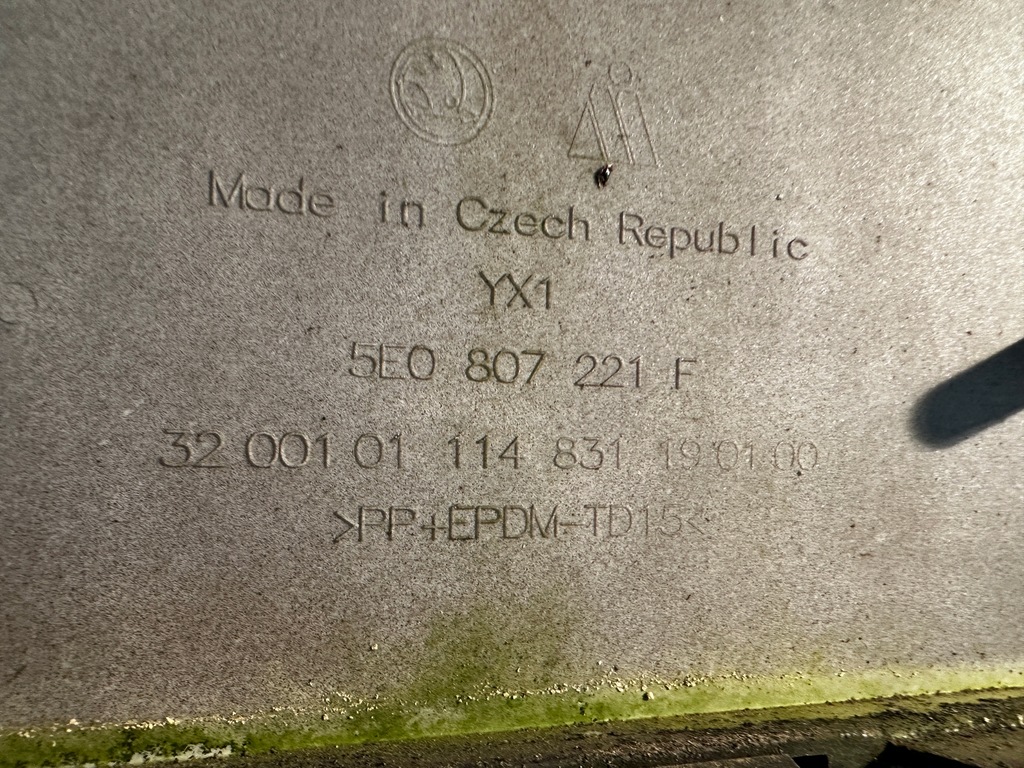 Made in Czech Republic
YX1
5E0 807 221 F
32 001 01 114 831 19 01 00
>PP+EPDM-TD15<